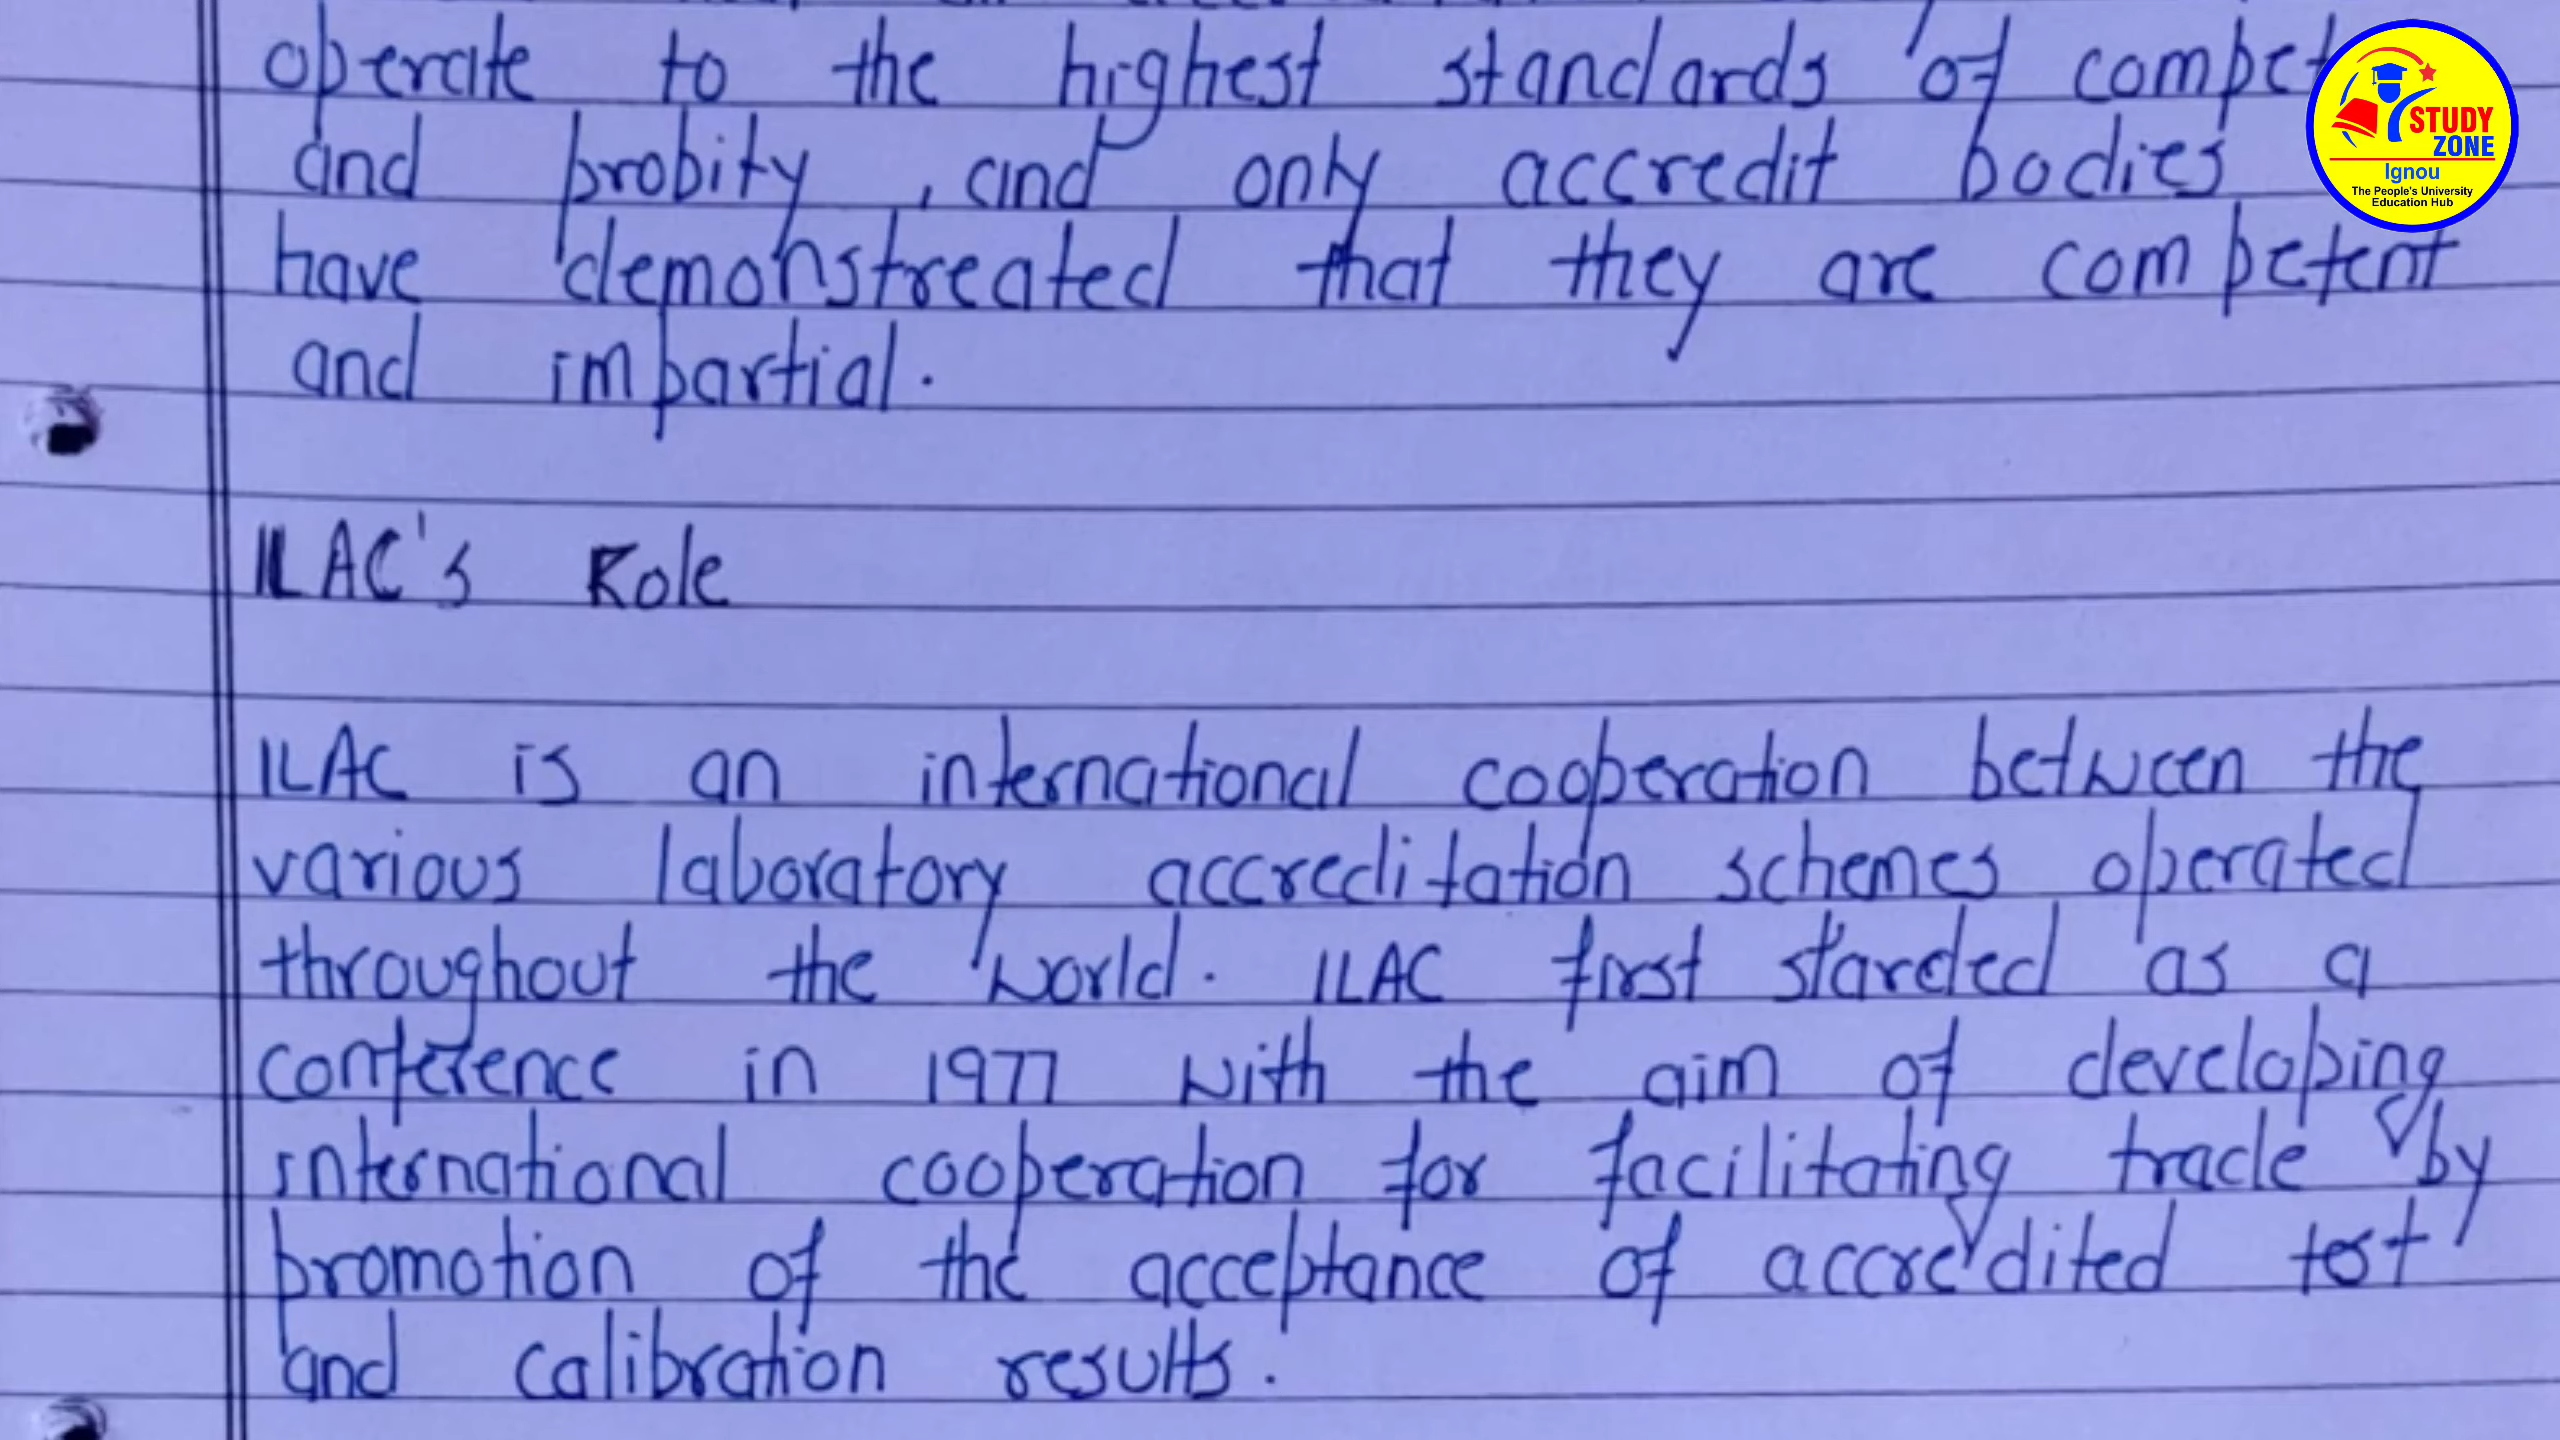 operate to the highest standards of compet
and probity, and only accredit bodies
have demonstreated that they are competent
and impartial.
ILAC's Role
ILAC is an international cooperation between the
various laboratory accreditation schemes operated
throughout the world. ILAC first starded as a
conference in 1977 with the aim of developing
international cooperation for facilitating trade by
promotion of the acceptance of accredited test
and calibration results.
STUDY
ZONE
Ignou
The People's University
Education Hub